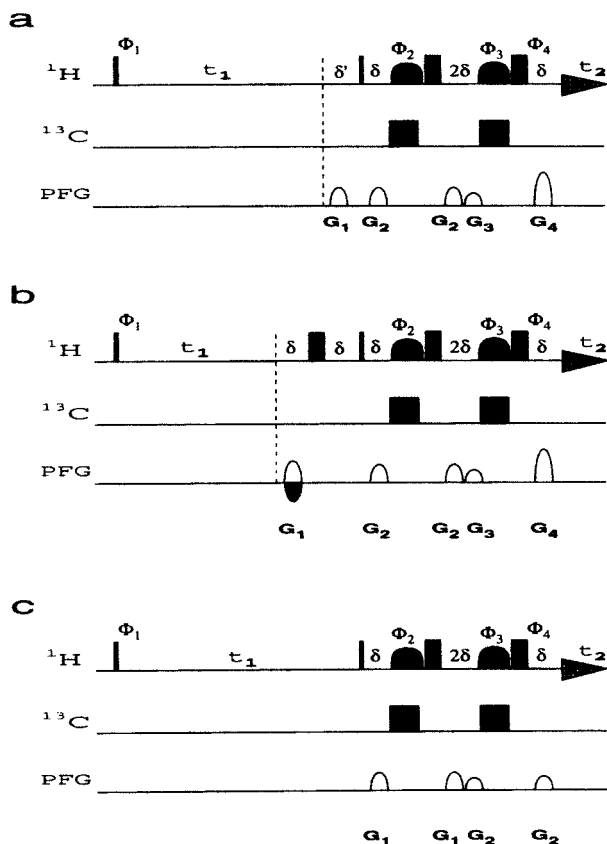 a
Φ1 Φ2 Φ3 Φ4
1H t1 δ' δ 2δ δ t2
13C
PFG
G1 G2 G2 G3 G4
b
Φ1 Φ2 Φ3 Φ4
1H t1 δ δ δ 2δ δ t2
13C
PFG
G1 G2 G2 G3 G4
c
Φ1 Φ2 Φ3 Φ4
1H t1 δ 2δ δ t2
13C
PFG
G1 G1 G2 G2